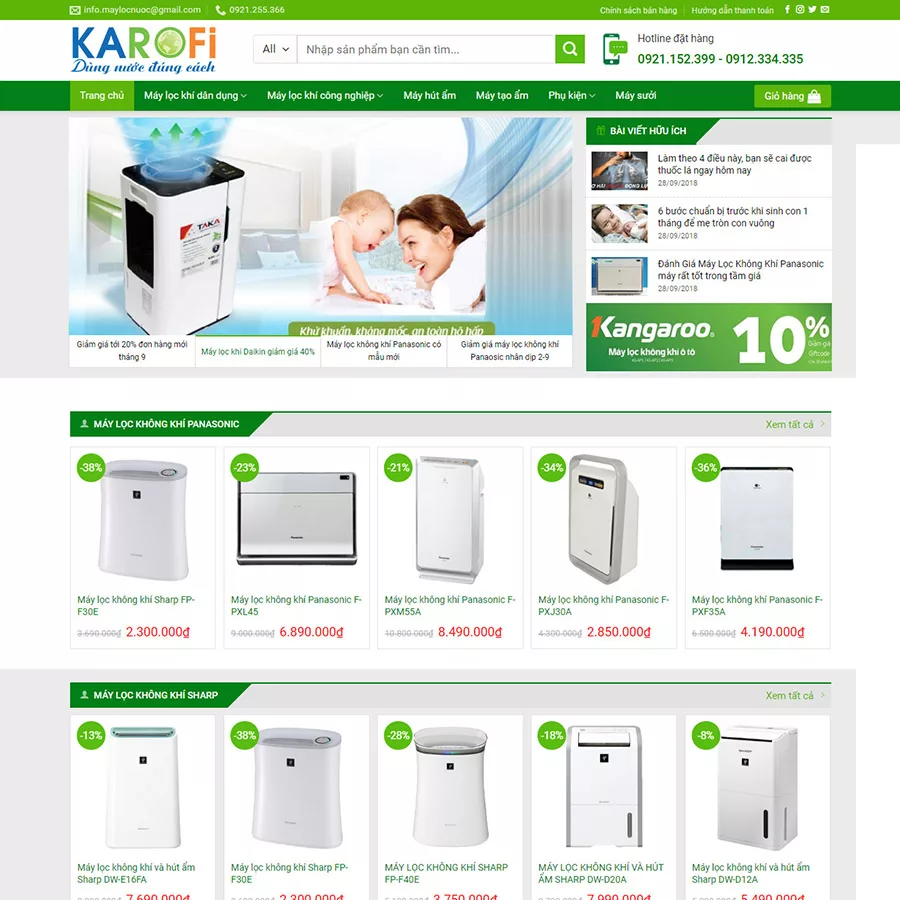 info.maylocnuoc@gmail.com
0921.255.366
Chính sách bán hàng
Hướng dẫn thanh toán
KAROFi
Dùng nước đúng cách
All
Nhập sản phẩm bạn cần tìm...
Hotline đặt hàng
0921.152.399 - 0912.334.335
Trang chủ
Máy lọc khí dân dụng
Máy lọc khí công nghiệp
Máy hút ẩm
Máy tạo ẩm
Phụ kiện
Máy sưởi
Giỏ hàng
TAKA
Khử khuẩn, kháng mốc, an toàn hô hấp
Giảm giá tới 20% đơn hàng mới
tháng 9
Máy lọc khi Daikin giảm giá 40%
Máy lọc không khí Panasonic có
mẫu mới
Giảm giá máy lọc không khí
Panaosic nhân dịp 2-9
BÀI VIẾT HỮU ÍCH
Làm theo 4 điều này, bạn sẽ cai được
thuốc lá ngay hôm nay
28/09/2018
6 bước chuẩn bị trước khi sinh con 1
tháng để mẹ tròn con vuông
28/09/2018
Đánh Giá Máy Lọc Không Khí Panasonic
máy rất tốt trong tầm giá
28/09/2018
Kangaroo
Máy lọc không khí ô tô
10%
Giảm giá
Giftcode
MÁY LỌC KHÔNG KHÍ PANASONIC
Xem tất cả
-38%
-23%
-21%
-34%
-36%
Máy lọc không khí Sharp FP-
F30E
3.690.000₫ 2.300.000₫
Máy lọc không khí Panasonic F-
PXL45
9.000.000₫ 6.890.000₫
Máy lọc không khí Panasonic F-
PXM55A
10.800.000₫ 8.490.000₫
Máy lọc không khí Panasonic F-
PXJ30A
4.300.000₫ 2.850.000₫
Máy lọc không khí Panasonic F-
PXF35A
6.500.000₫ 4.190.000₫
MÁY LỌC KHÔNG KHÍ SHARP
Xem tất cả
-13%
-38%
-28%
-18%
-8%
Máy lọc không khí và hút ẩm
Sharp DW-E16FA
7.690.000₫
Máy lọc không khí Sharp FP-
F30E
2.300.000₫
MÁY LỌC KHÔNG KHÍ SHARP
FP-F40E
3.750.000₫
MÁY LỌC KHÔNG KHÍ VÀ HÚT
ẨM SHARP DW-D20A
7.990.000₫
Máy lọc không khí và hút ẩm
Sharp DW-D12A
5.490.000₫